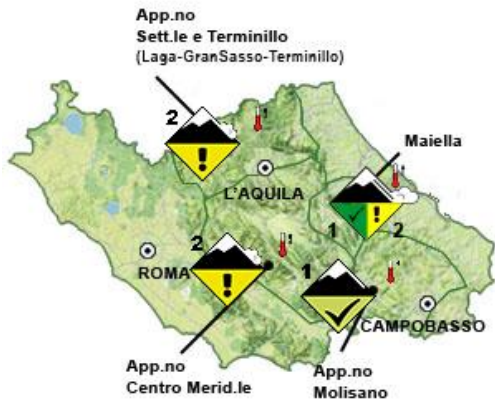 App.no
Sett.le e Terminillo
(Laga-GranSasso-Terminillo)
2
!
L'AQUILA
Maiella
1
!
2
2
!
ROMA
1
CAMPOBASSO
App.no
Centro Merid.le
App.no
Molisano